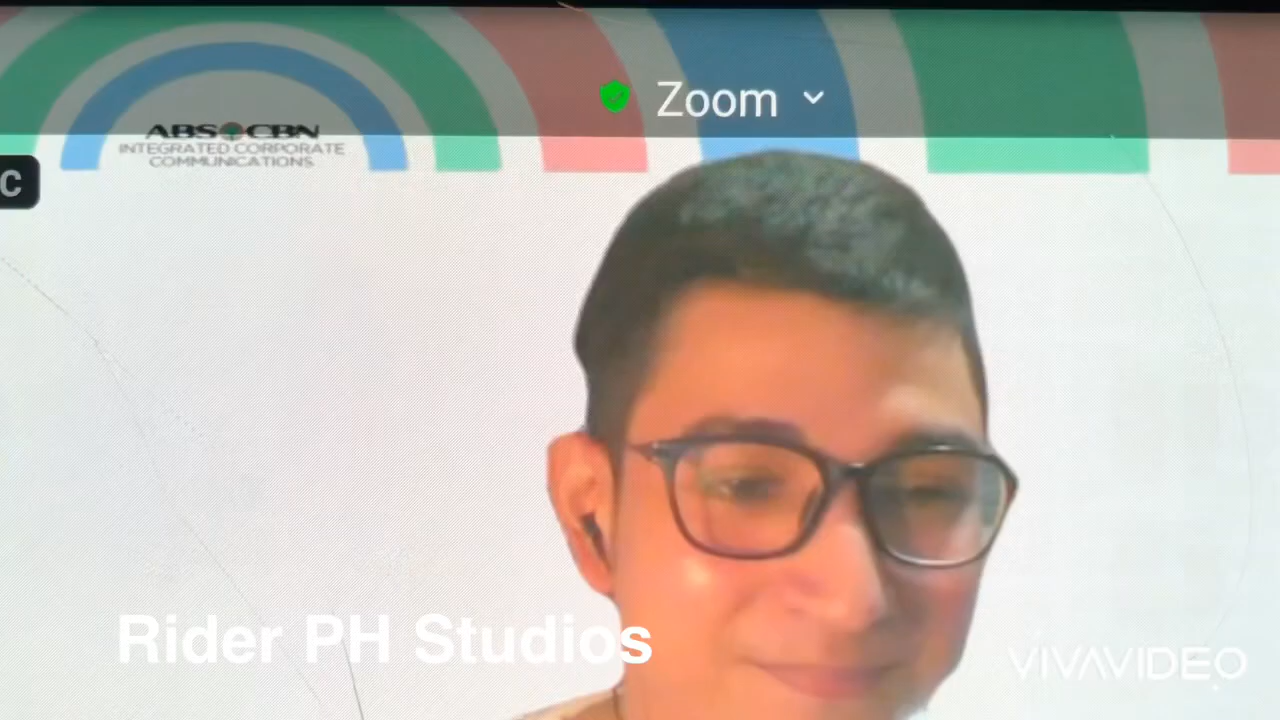 Zoom
ABS CBN
INTEGRATED CORPORATE
COMMUNICATIONS
C
Rider PH Studios
VIVAVIDEO